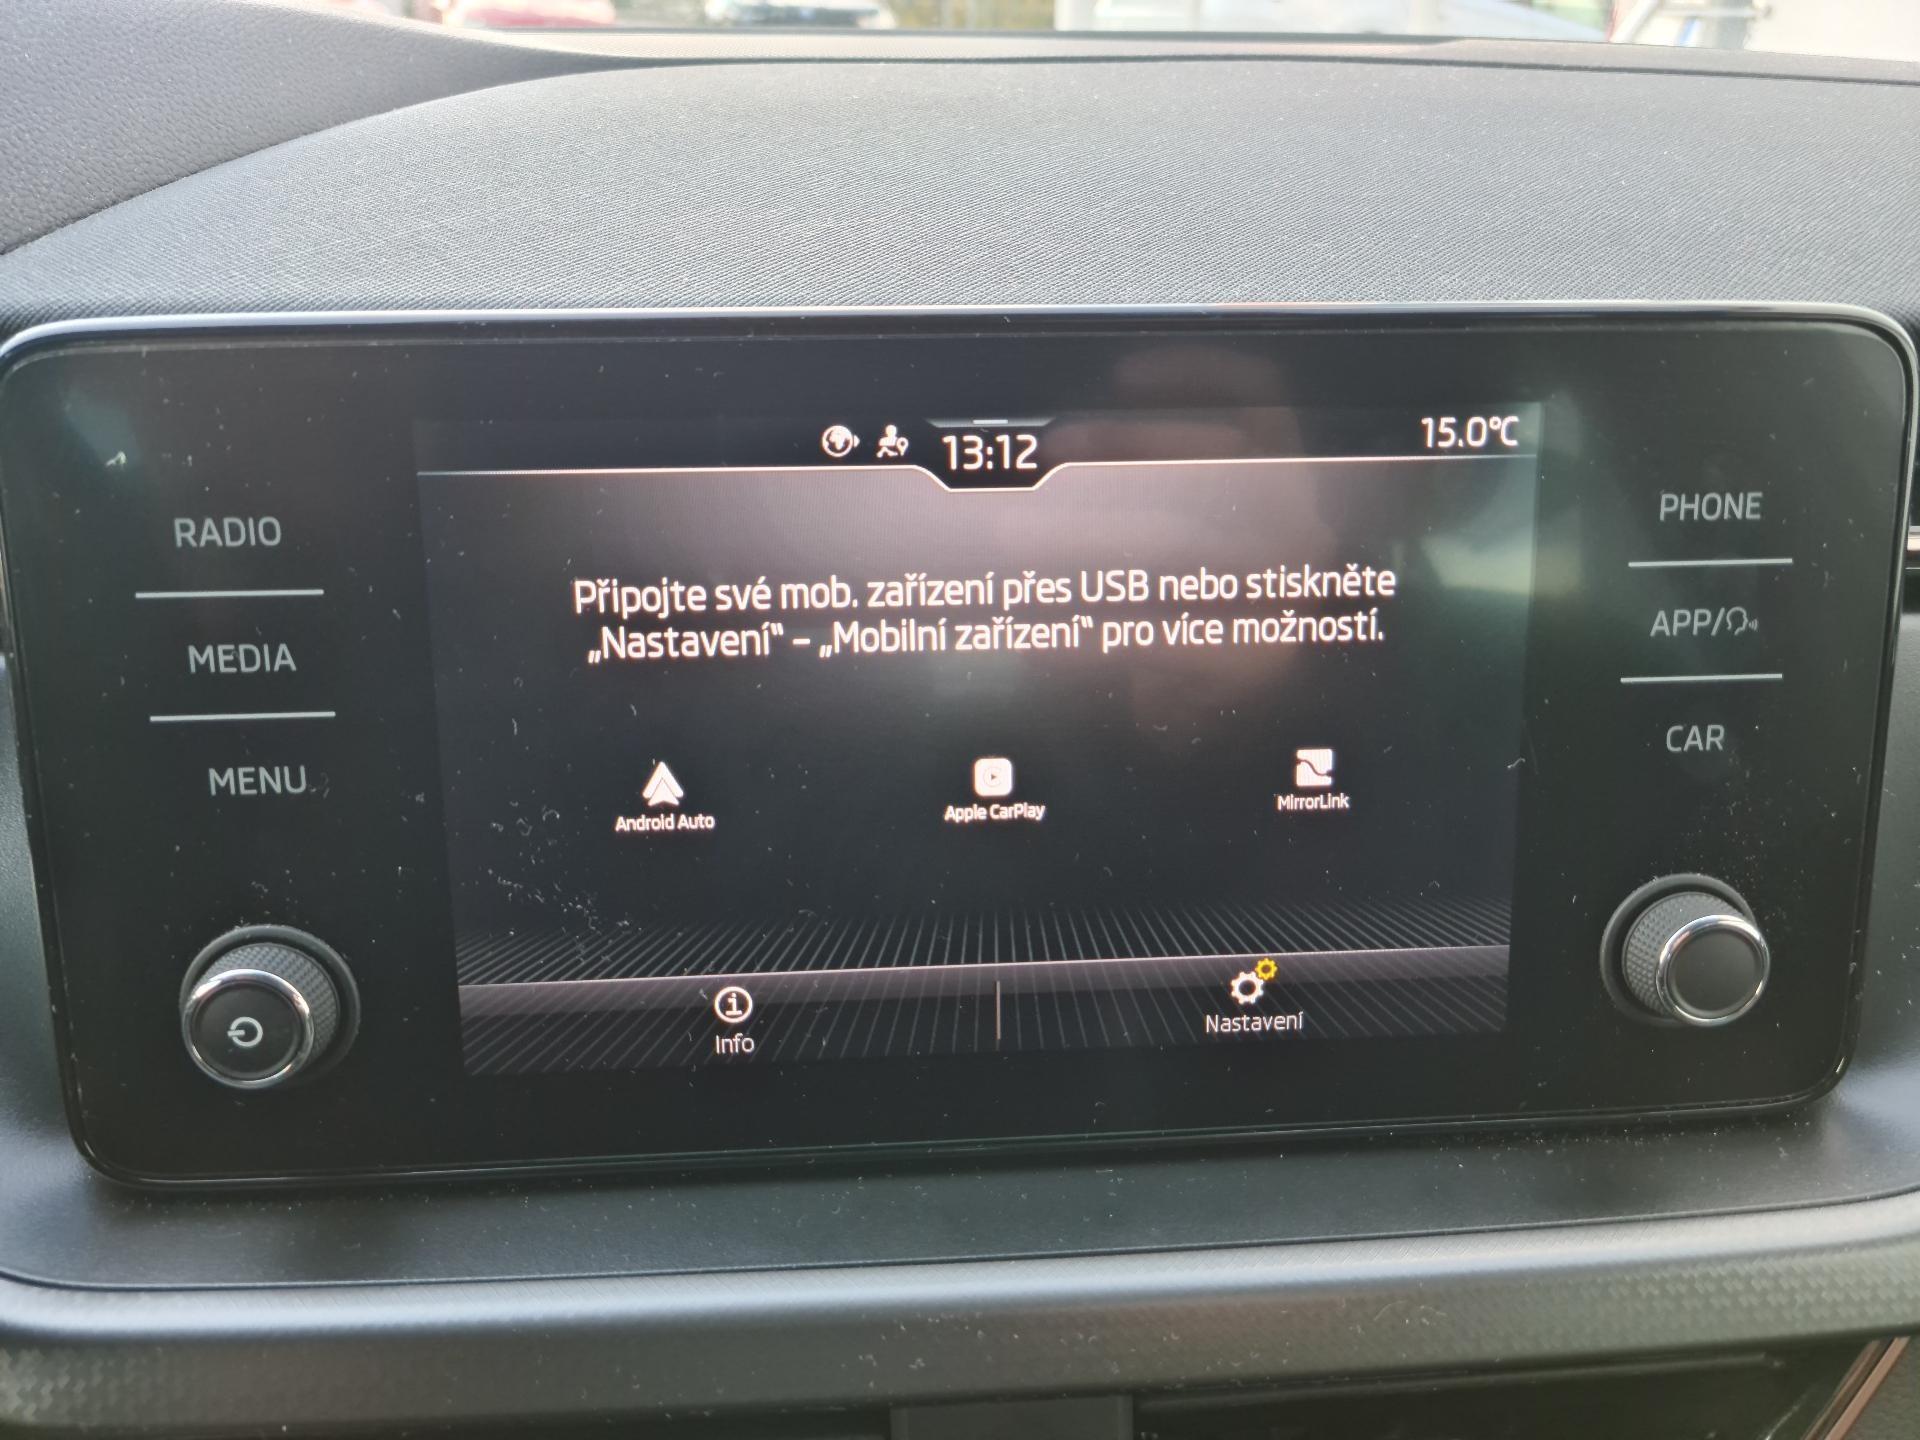 13:12
15.0°C
RADIO
MEDIA
MENU
Připojte své mob. zařízení přes USB nebo stiskněte
„Nastavení“ – „Mobilní zařízení“ pro více možností.
Android Auto
Apple CarPlay
MirrorLink
Info
Nastavení
PHONE
APP/
CAR